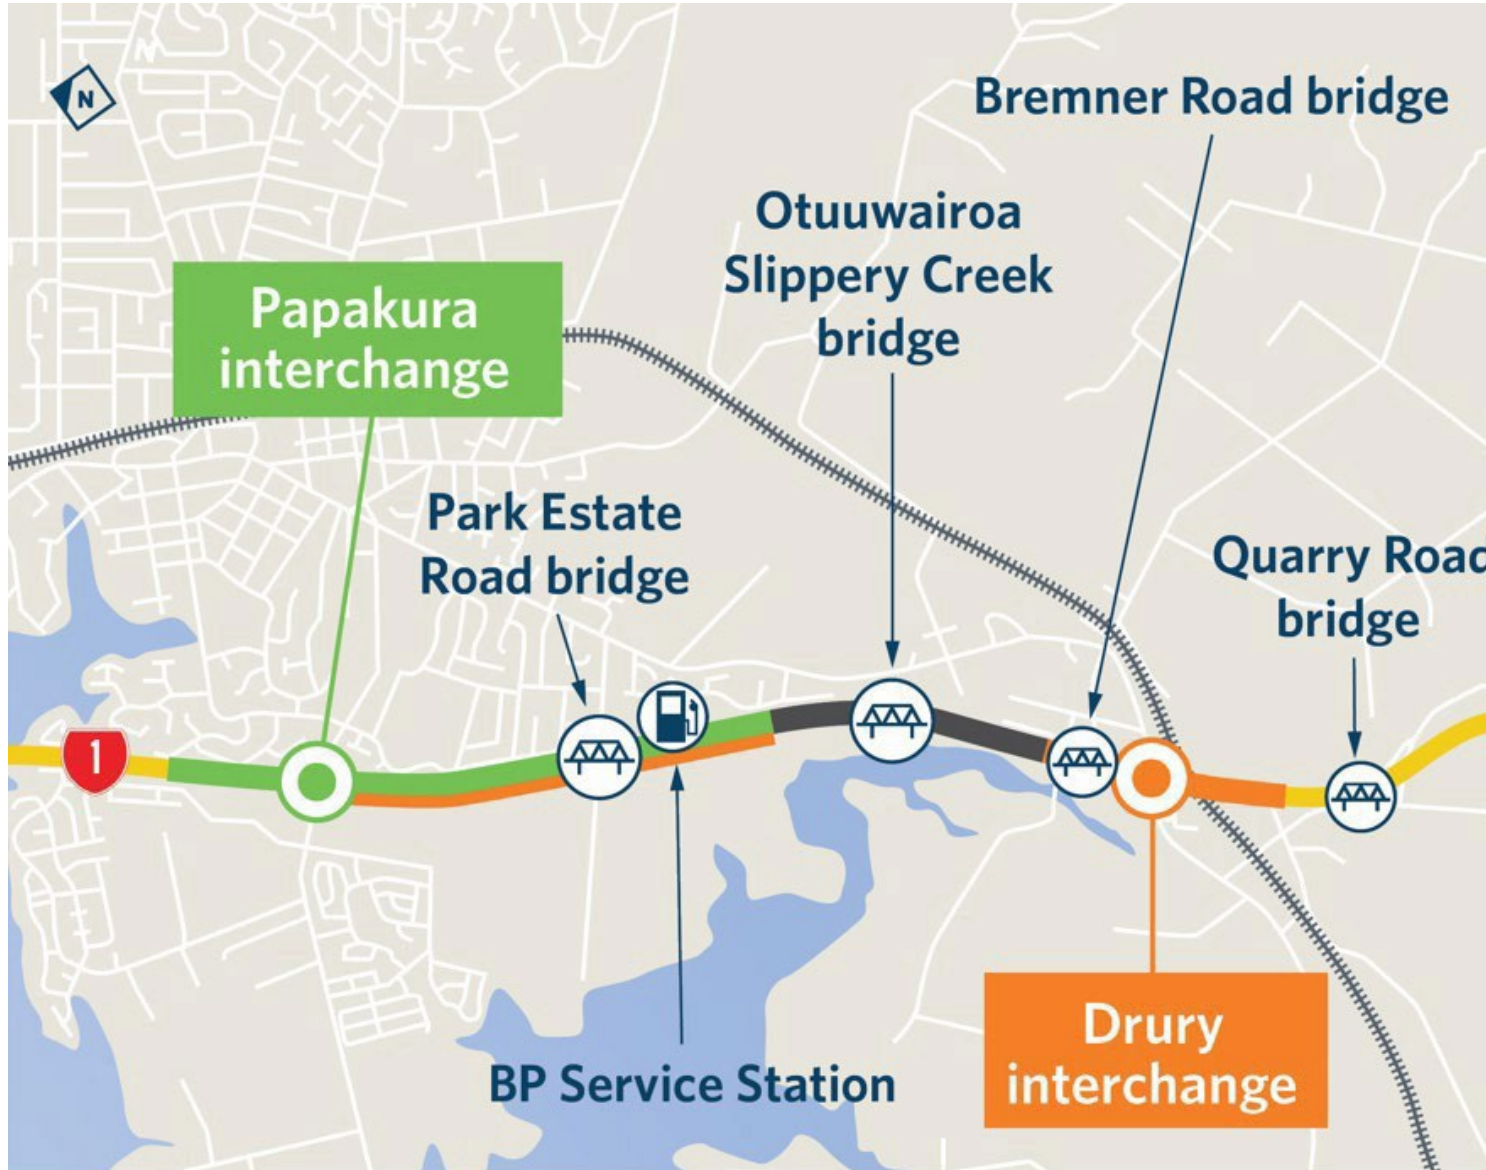 N
N
Bremner Road bridge
Otuuwairoa
Slippery Creek
bridge
Papakura
interchange
Park Estate
Road bridge
Quarry Road
bridge
1
BP Service Station
Drury
interchange